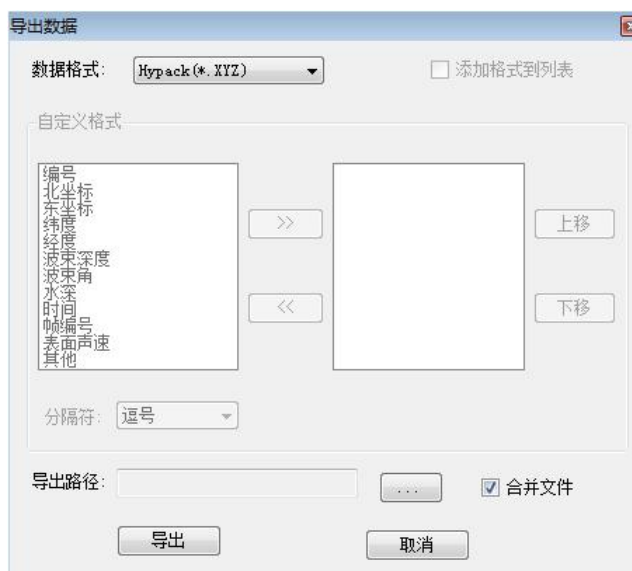 导出数据
数据格式: Hypack(*.XYZ) 添加格式到列表
自定义格式
编号
北坐标
东坐标
纬度
经度
波束深度
波束角
水深
时间
帧编号
表面声速
其他
>>
<<
上移
下移
分隔符: 逗号
导出路径: ... 合并文件
导出 取消